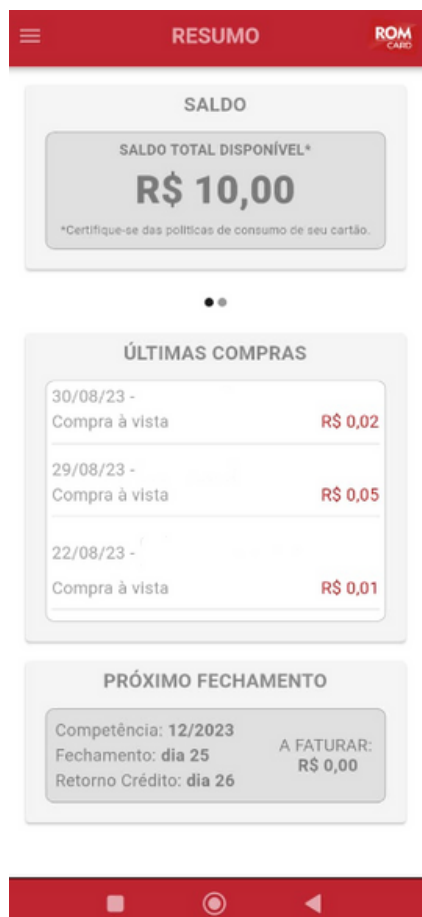 RESUMO
ROM
CARD
SALDO
SALDO TOTAL DISPONÍVEL*
R$ 10,00
*Certifique-se das políticas de consumo de seu cartão.
ÚLTIMAS COMPRAS
30/08/23 -
Compra à vista R$ 0,02
29/08/23 -
Compra à vista R$ 0,05
22/08/23 -
Compra à vista R$ 0,01
PRÓXIMO FECHAMENTO
Competência: 12/2023
Fechamento: dia 25
Retorno Crédito: dia 26
A FATURAR:
R$ 0,00